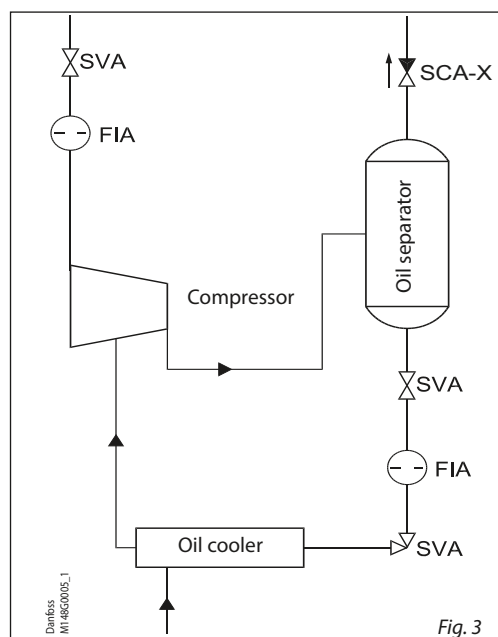 SVA
SCA-X
FIA
Oil separator
Compressor
SVA
FIA
Oil cooler
SVA
Danfoss
M148G0005_1
Fig. 3